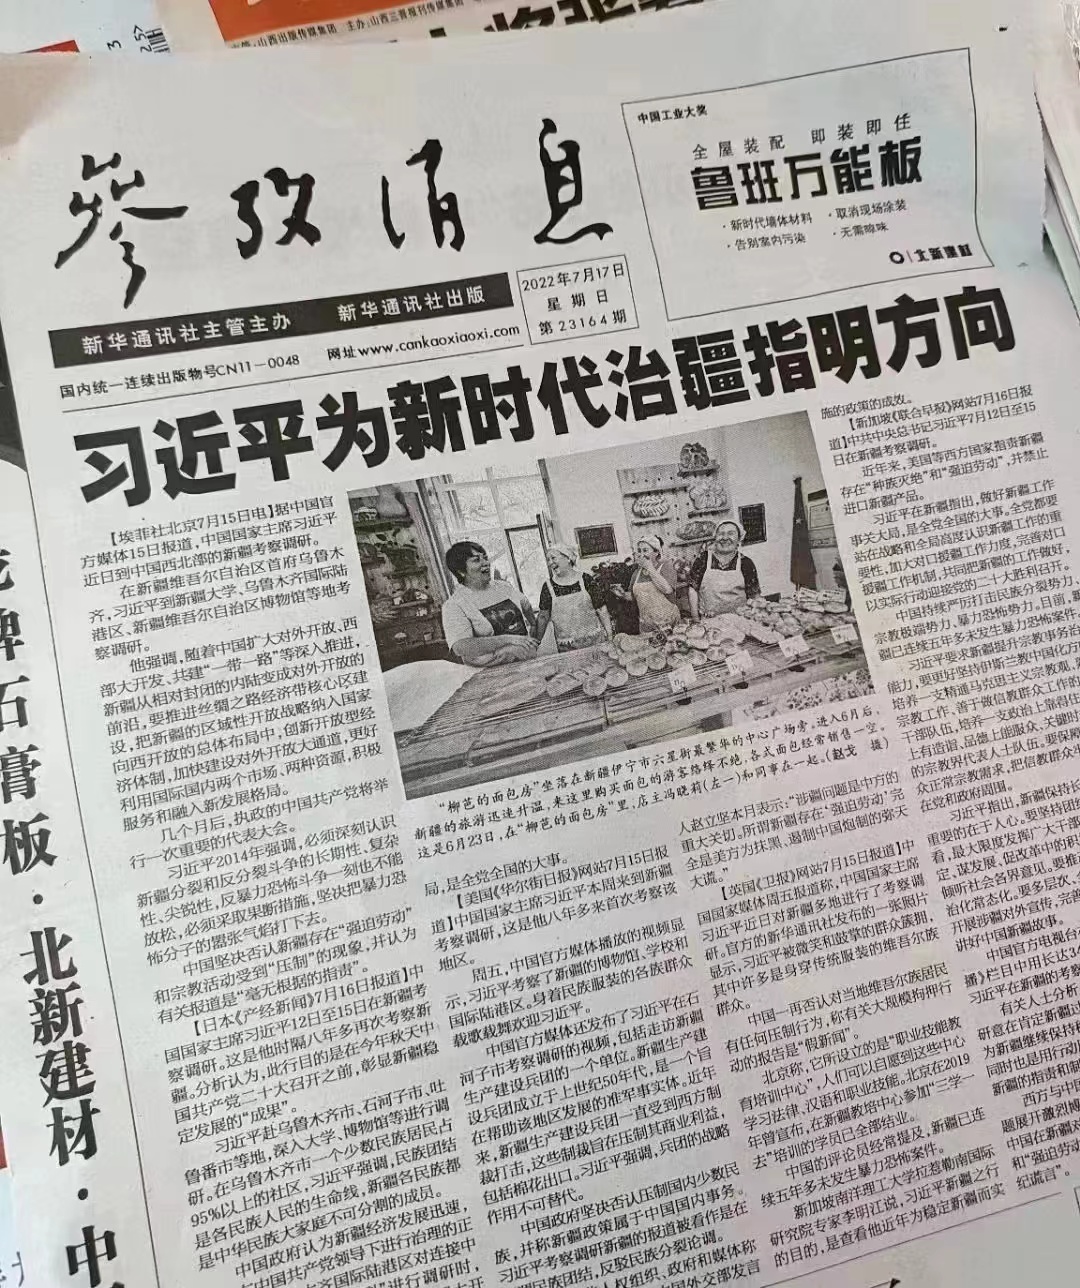 管:山西出版传媒集团 主办:山西三晋报刊传媒集团
参考消息
新华通讯社主管主办 新华通讯社出版
国内统一连续出版物号CN11-0048 网址www.cankaoxiaoxi.com
2022年7月17日
星期日
第23164期
中国工业大奖
全屋装配 即装即住
鲁班万能板
·新时代墙体材料 ·取消现场涂装
·告别室内污染 ·无需晾味
北新建材
习近平为新时代治疆指明方向
【埃菲社北京7月15日电】据中国官
方媒体15日报道,中国国家主席习近平
近日到中国西北部的新疆考察调研。
在新疆维吾尔自治区首府乌鲁木
齐,习近平到新疆大学、乌鲁木齐国际陆
港区、新疆维吾尔自治区博物馆等地考
察调研。
他强调,随着中国扩大对外开放、西
部大开发、共建“一带一路”等深入推进,
新疆从相对封闭的内陆变成对外开放的
前沿,要推进丝绸之路经济带核心区建
设,把新疆的区域性开放战略纳入国家
向西开放的总体布局中,创新开放型经
济体制,加快建设对外开放大通道,更好
利用国际国内两个市场、两种资源,积极
服务和融入新发展格局。
几个月后,执政的中国共产党将举
行一次重要的代表大会。
习近平2014年强调,必须深刻认识
新疆分裂和反分裂斗争的长期性、复杂
性、尖锐性,反暴力恐怖斗争一刻也不能
放松,必须采取果断措施,坚决把暴力恐
怖分子的嚣张气焰打下去。
中国坚决否认新疆存在“强迫劳动”
和宗教活动受到“压制”的现象,并认为
有关报道是“毫无根据的指责”。
【日本《产经新闻》7月16日报道】中
国国家主席习近平12日至15日在新疆考
察调研。这是他时隔八年多再次考察新
疆。分析认为,此行目的是在今年秋天中
国共产党二十大召开之前,彰显新疆稳
定发展的“成果”。
习近平赴乌鲁木齐市、石河子市、吐
鲁番市等地,深入大学、博物馆等进行调
研。在乌鲁木齐市一个少数民族居民占
95%以上的社区,习近平强调,民族团结
是各民族人民的生命线,新疆各民族都
是中华民族大家庭不可分割的成员。
中国政府认为新疆经济发展迅速,
中国共产党领导下进行治理的正
齐国际陆港区对连接中
进行调研时,
“柳芭的面包房”坐落在新疆伊宁市六星街最繁华的中心广场旁,进入6月后,
新疆的旅游迅速升温,来这里购买面包的游客络绎不绝,各式面包经常销售一空。
这是6月23日,在“柳芭的面包房”里,店主冯晓莉(左一)和同事在一起。(赵戈 摄)
局,是全党全国的大事。
【美国《华尔街日报》网站7月15日报
道】中国国家主席习近平本周来到新疆
考察调研,这是他八年多来首次考察该
地区。
周五,中国官方媒体播放的视频显
示,习近平考察了新疆的博物馆、学校和
国际陆港区。身着民族服装的各族群众
载歌载舞欢迎习近平。
中国官方媒体还发布了习近平在石
河子市考察调研的视频,包括走访新疆
生产建设兵团的一个单位。新疆生产建
设兵团成立于上世纪50年代,是一个旨
在帮助该地区发展的准军事实体。近年
来,新疆生产建设兵团一直受到西方制
裁打击,这些制裁旨在压制其商业利益,
包括棉花出口。习近平强调,兵团的战略
作用不可替代。
中国政府坚决否认压制国内少数民
族,并称新疆政策属于中国国内事务。
习近平考察调研新疆的报道被看作是在
民族团结,反驳民族分裂论调。
人权组织、政府和媒体称
国外交部发言
人赵立坚本月表示:“涉疆问题是中方的
重大关切。所谓新疆存在‘强迫劳动’完
全是美方为抹黑、遏制中国炮制的弥天
大谎。”
【英国《卫报》网站7月15日报道】中
国国家媒体周五报道称,中国国家主席
习近平近日对新疆多地进行了考察调
研。官方的新华通讯社发布的一张照片
显示,习近平被微笑和鼓掌的群众簇拥,
其中许多是身穿传统服装的维吾尔族
群众。
中国一再否认对当地维吾尔族居民
有任何压制行为,称有关大规模拘押行
动的报告是“假新闻”。
北京称,它所设立的是“职业技能教
育培训中心”,人们可以自愿到这些中心
学习法律、汉语和职业技能。北京在2019
年曾宣布,在新疆教培中心参加“三学一
去”培训的学员已全部结业。
中国的评论员经常提及,新疆已连
续五年多未发生暴力恐怖案件。
新加坡南洋理工大学拉惹勒南国际
研究院专家李明江说,习近平新疆之行
的目的,是查看他近年为稳定新疆而实
施的政策的成效。
【新加坡《联合早报》网站7月16日报
道】中共中央总书记习近平7月12日至15
日在新疆考察调研。
近年来,美国等西方国家指责新疆
存在“种族灭绝”和“强迫劳动”,并禁止
进口新疆产品。
习近平在新疆指出,做好新疆工作
事关大局,是全党全国的大事。全党都要
站在战略和全局高度认识新疆工作的重
要性,加大对口援疆工作力度,完善对口
援疆工作机制,共同把新疆的工作做好,
以实际行动迎接党的二十大胜利召开。
中国持续严厉打击民族分裂势力、
宗教极端势力、暴力恐怖势力。目前,新
疆已连续五年多未发生暴力恐怖案件。
习近平要求提升宗教事务治
能力,要更好坚持伊斯兰教中国化方
培养一支精通马克思主义宗教观、
宗教工作、善于做信教群众工作的
干部队伍,培养一支政治上靠得住
上有造诣、品德上能服众、关键时
的宗教界代表人士队伍。要保障
众正常宗教需求,把信教群众
在党和政府周围。
习近平指出,新疆保持长
重要的在于人心。要坚持团
看,最大限度发挥广大干部
定、谋发展、促改革中的积
倾听社会各界意见。要推
治化常态化。要多层次、
开展涉疆对外宣传,完善
讲好中国新疆故事。
中国官方电视台
播》栏目中用长达34
习近平在新疆的考察
有关人士分析
研意在肯定新疆过
为新疆继续保持
同时也是用行动
新疆的指责和制
西方与中
题展开激烈博
中国在新疆对
和“强迫劳动
纪谎言”。
牌石膏板·北新建材·中